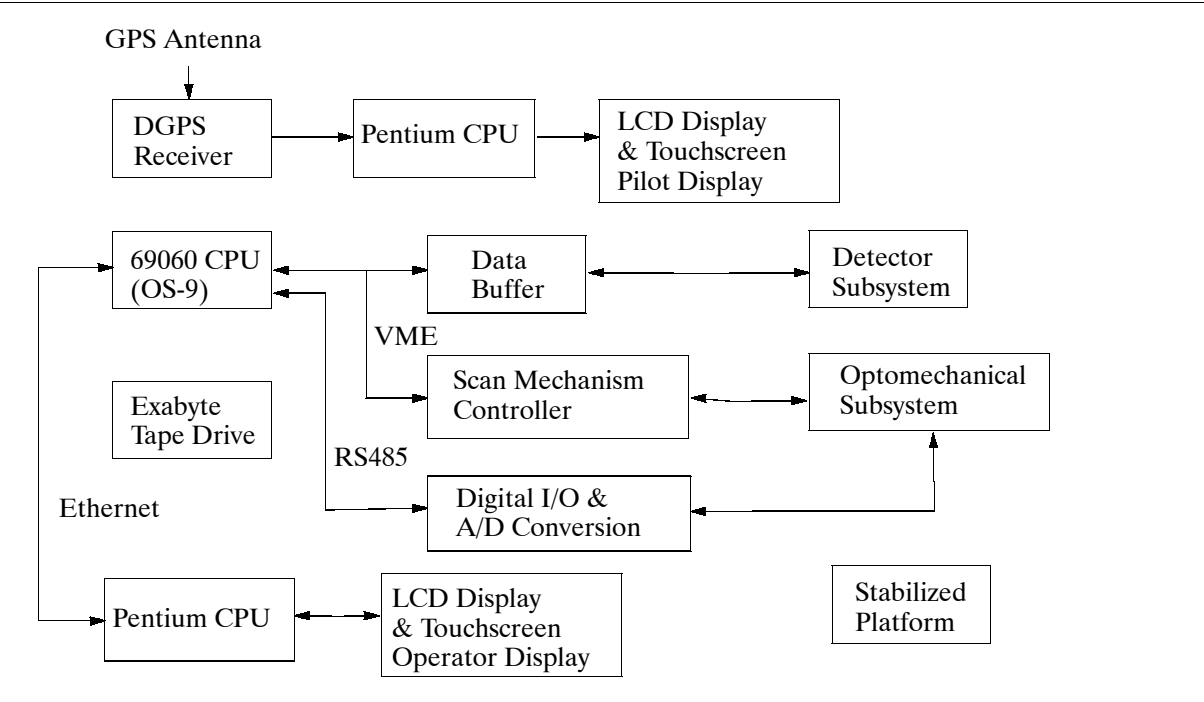 GPS Antenna
DGPS
Receiver
Pentium CPU
LCD Display
& Touchscreen
Pilot Display
69060 CPU
(OS-9)
Data
Buffer
Detector
Subsystem
VME
Scan Mechanism
Controller
Optomechanical
Subsystem
Exabyte
Tape Drive
RS485
Ethernet
Digital I/O &
A/D Conversion
Pentium CPU
LCD Display
& Touchscreen
Operator Display
Stabilized
Platform